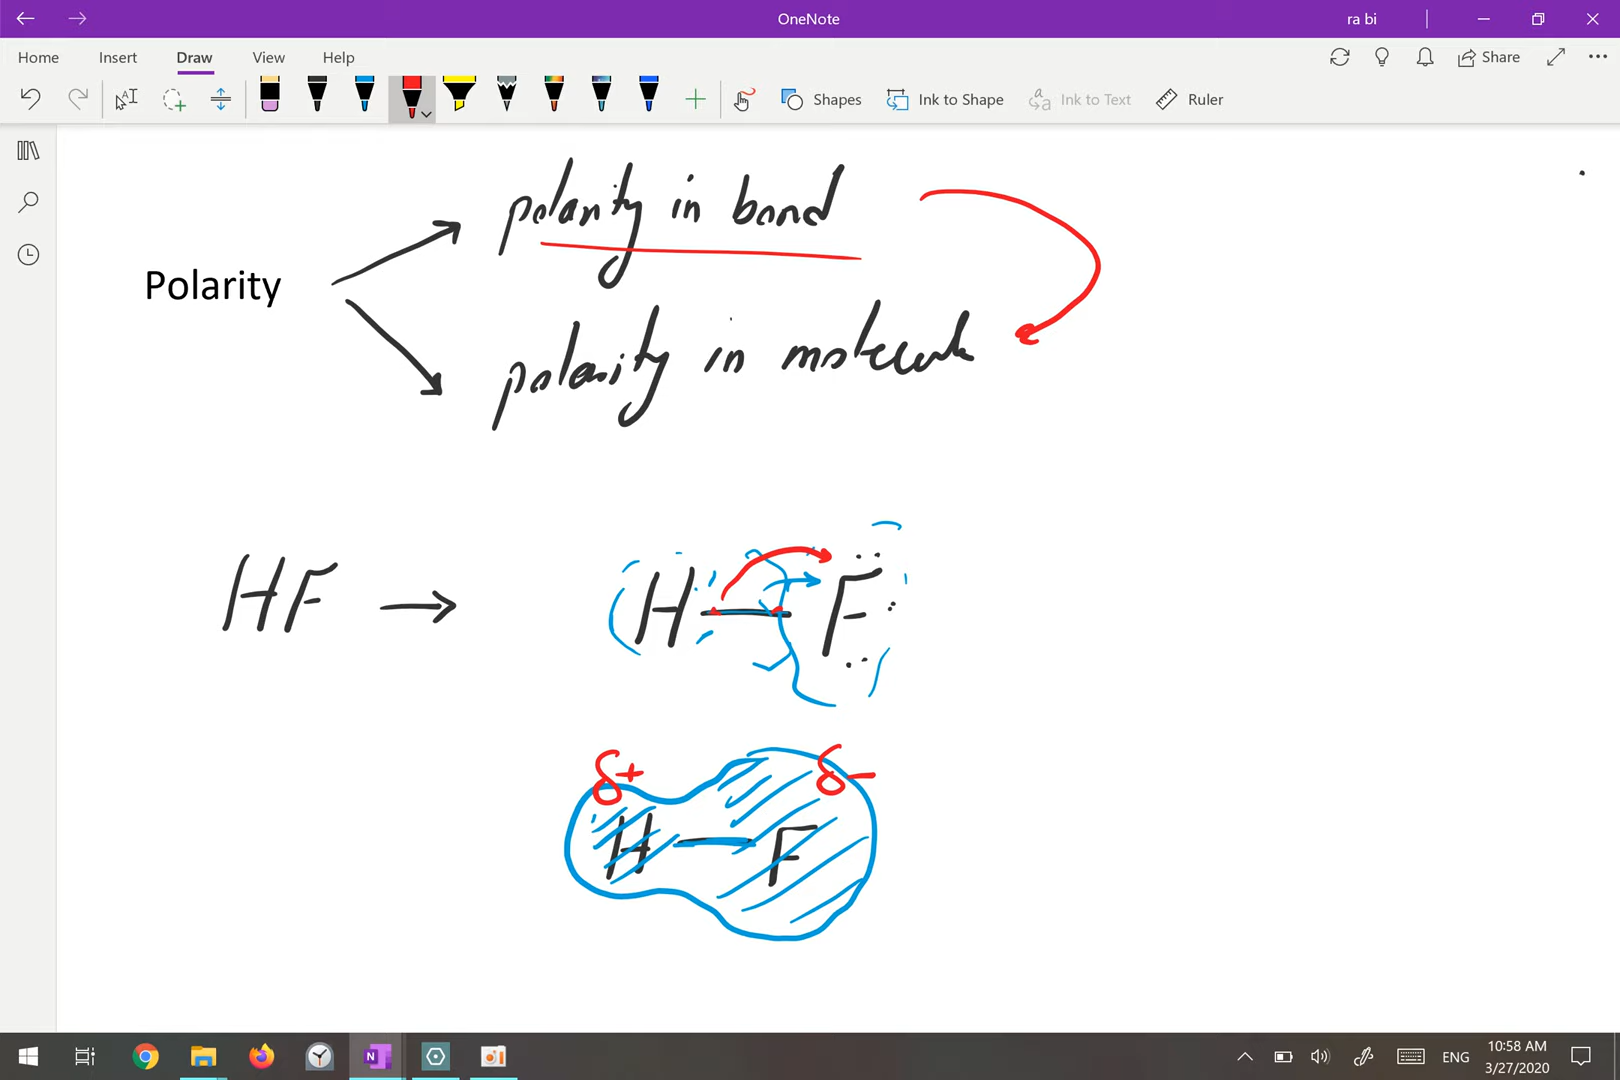 OneNote
ra bi
Home Insert Draw View Help
Share
Shapes Ink to Shape Ink to Text Ruler
polarity in bond
Polarity
polarity in molecule
HF → H—F
δ+ δ−
H—F
ENG
10:58 AM
3/27/2020